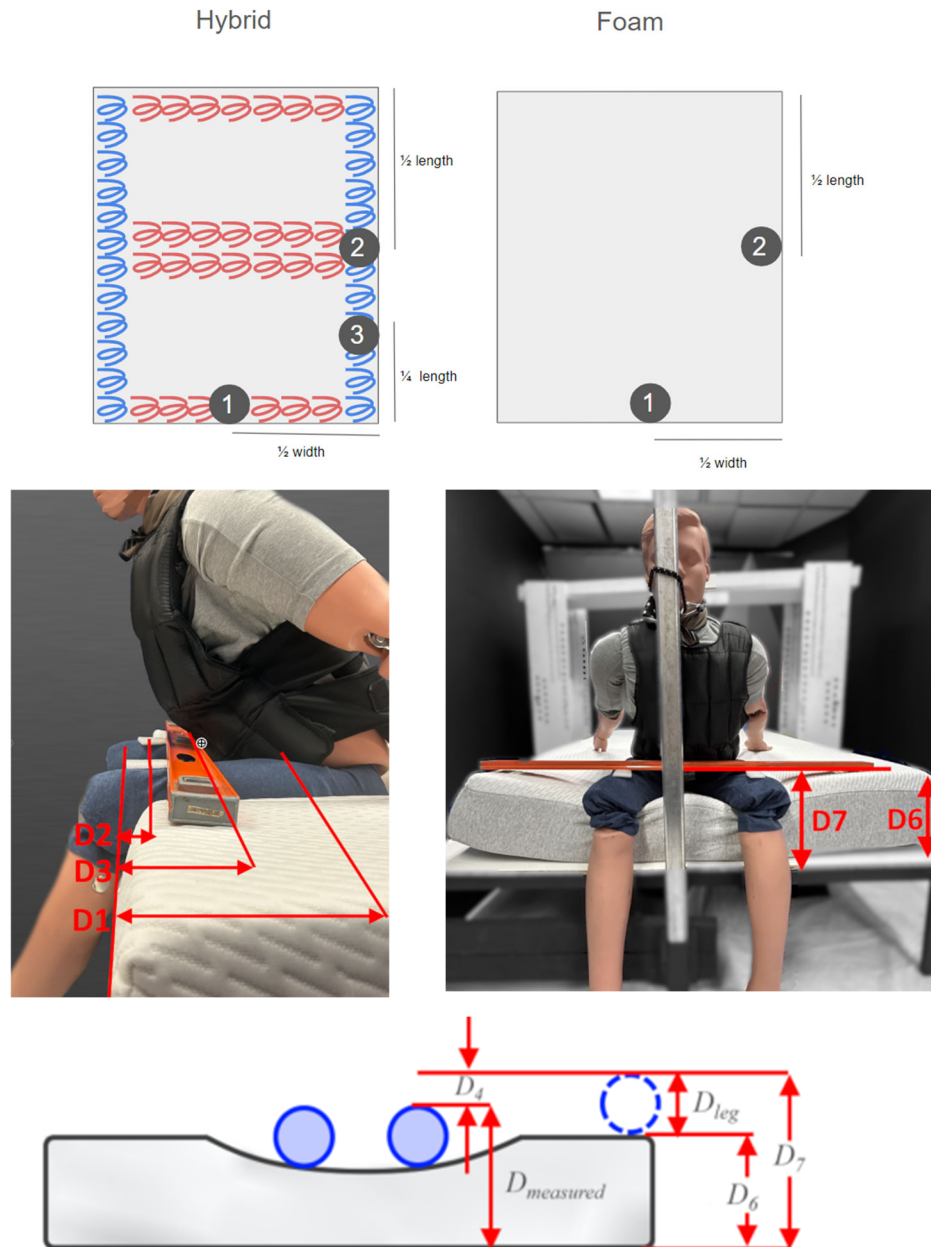 Hybrid
Foam
½ length
½ length
2
2
3
¼ length
1
1
½ width
½ width
D7
D6
D2
D3
D1
D4
Dleg
D7
Dmeasured
D6